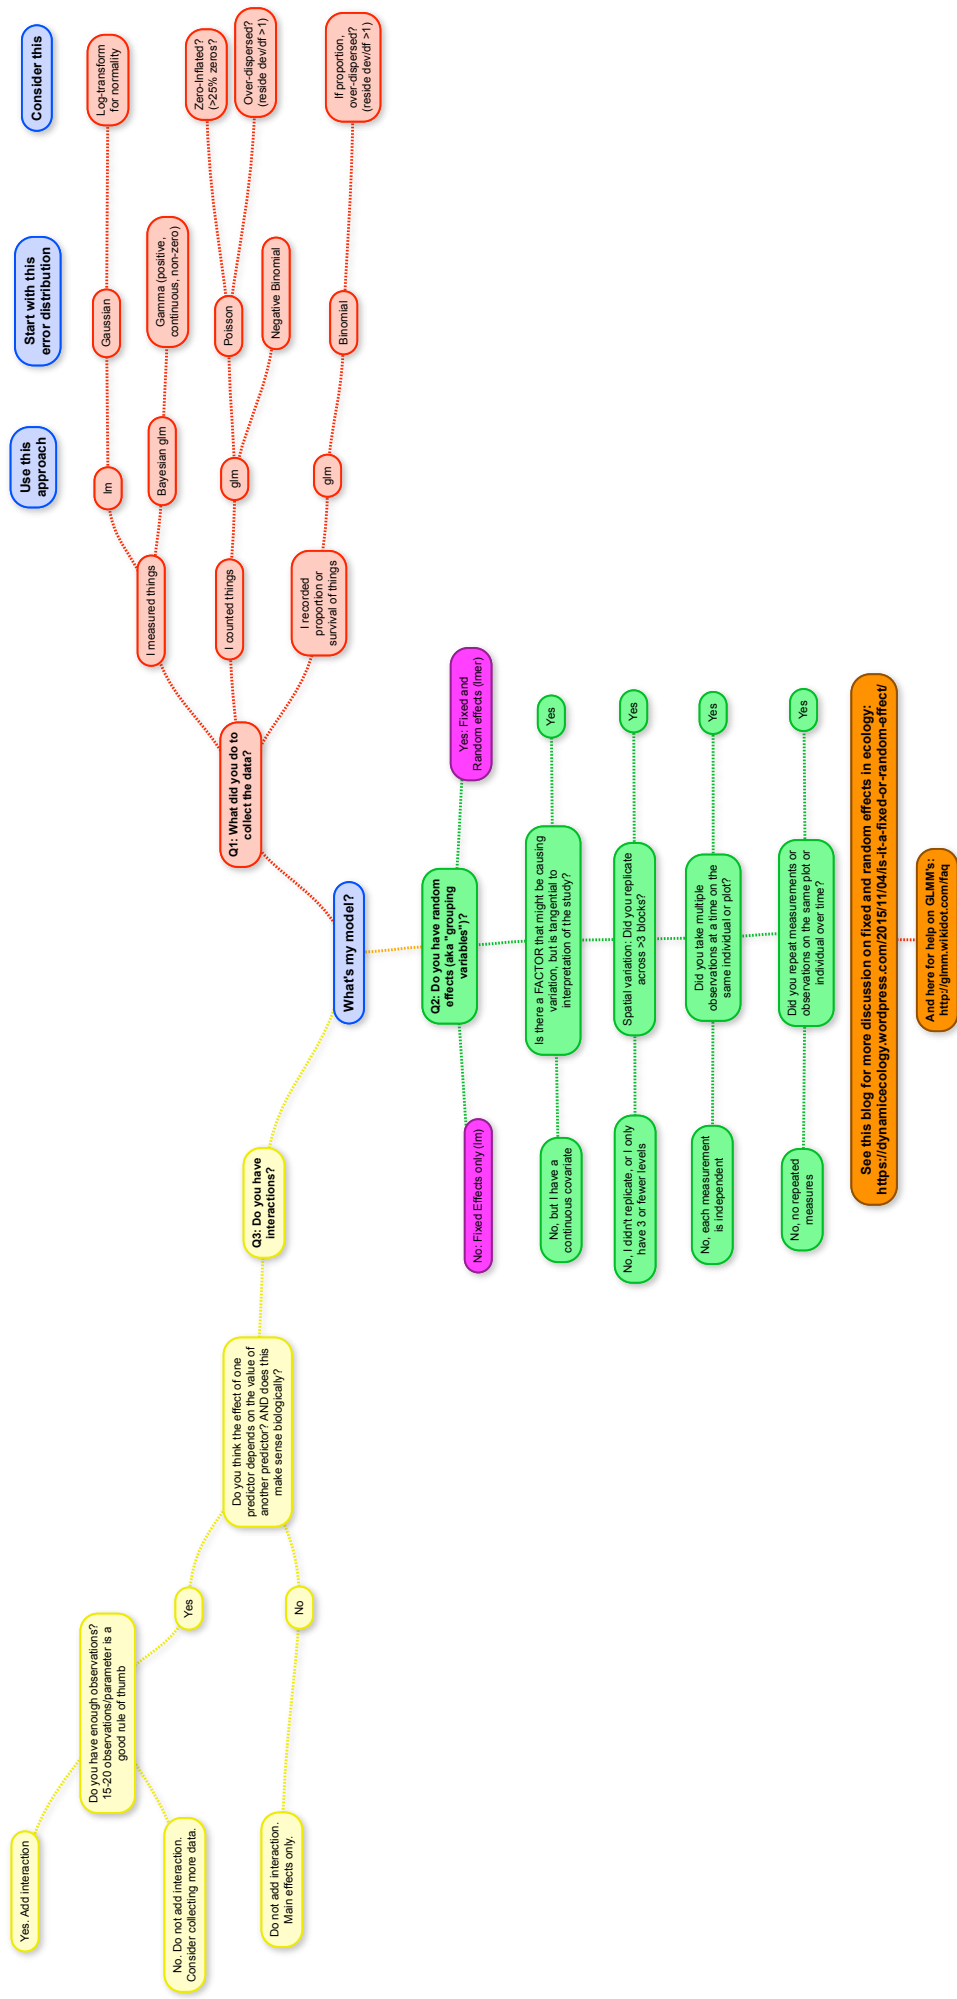 Use this
approach
Start with this
error distribution
Consider this
lm
Gaussian
Log-transform
for normality
I measured things
Bayesian glm
Gamma (positive,
continuous, non-zero)
Zero-Inflated?
(>25% zeros?
I counted things
glm
Poisson
Over-dispersed?
(reside dev/df >1)
Negative Binomial
I recorded
proportion or
survival of things
glm
Binomial
If proportion,
over-dispersed?
(reside dev/df >1)
Q1: What did you do to
collect the data?
What's my model?
Q3: Do you have
interactions?
Do you think the effect of one
predictor depends on the value of
another predictor? AND does this
make sense biologically?
Yes
Do you have enough observations?
15-20 observations/parameter is a
good rule of thumb
Yes. Add interaction
No. Do not add interaction.
Consider collecting more data.
No
Do not add interaction.
Main effects only.
Q2: Do you have random
effects (aka "grouping
variables")?
No: Fixed Effects only (lm)
Yes: Fixed and
Random effects (lmer)
No, but I have a
continuous covariate
Is there a FACTOR that might be causing
variation, but is tangential to
interpretation of the study?
Yes
No, I didn't replicate, or I only
have 3 or fewer levels
Spatial variation: Did you replicate
across >3 blocks?
Yes
No, each measurement
is independent
Did you take multiple
observations at a time on the
same individual or plot?
Yes
No, no repeated
measures
Did you repeat measurements or
observations on the same plot or
individual over time?
Yes
See this blog for more discussion on fixed and random effects in ecology:
https://dynamicecology.wordpress.com/2015/11/04/is-it-a-fixed-or-random-effect/
And here for help on GLMM's:
http://glmm.wikidot.com/faq